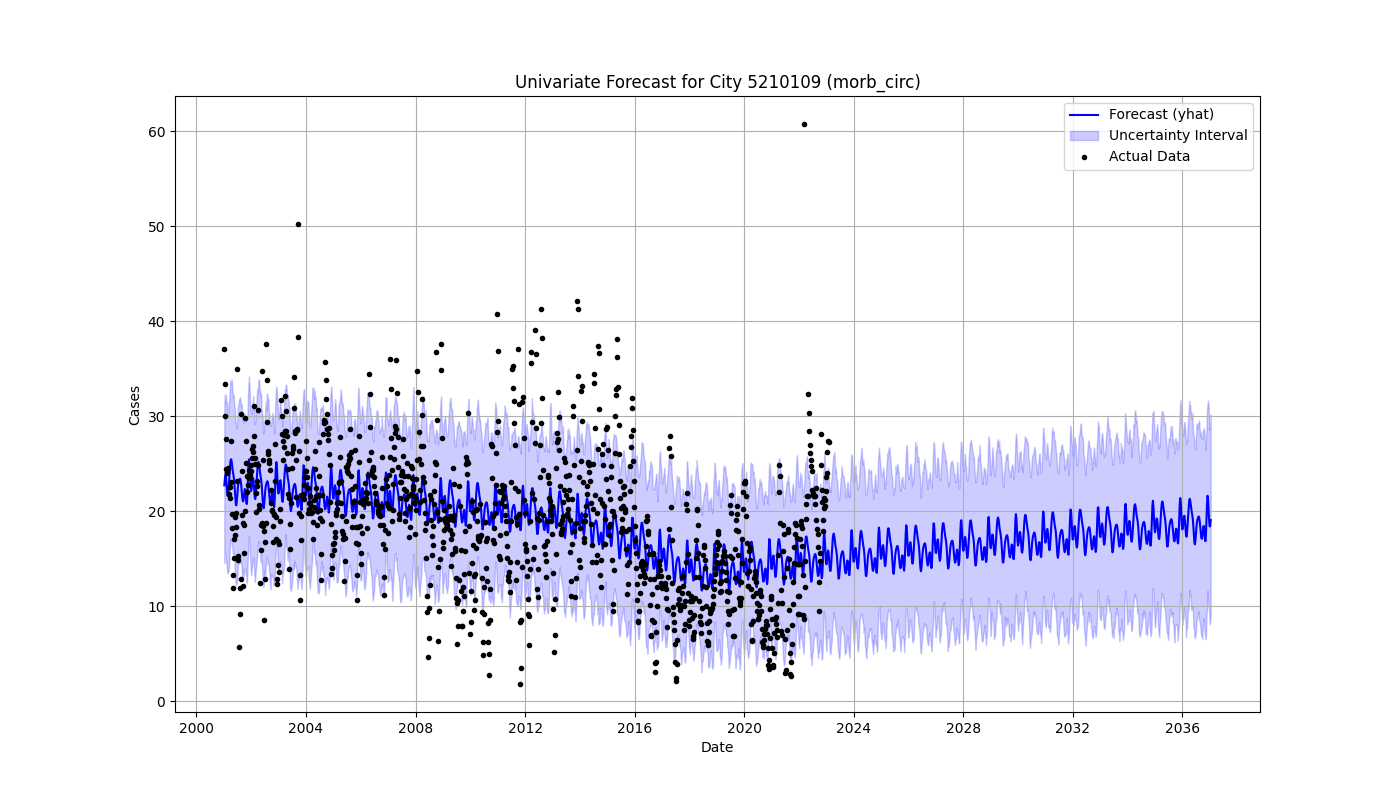 Univariate Forecast for City 5210109 (morb_circ)
Forecast (yhat)
Uncertainty Interval
Actual Data
Cases
60
50
40
30
20
10
0
2000 2004 2008 2012 2016 2020 2024 2028 2032 2036
Date